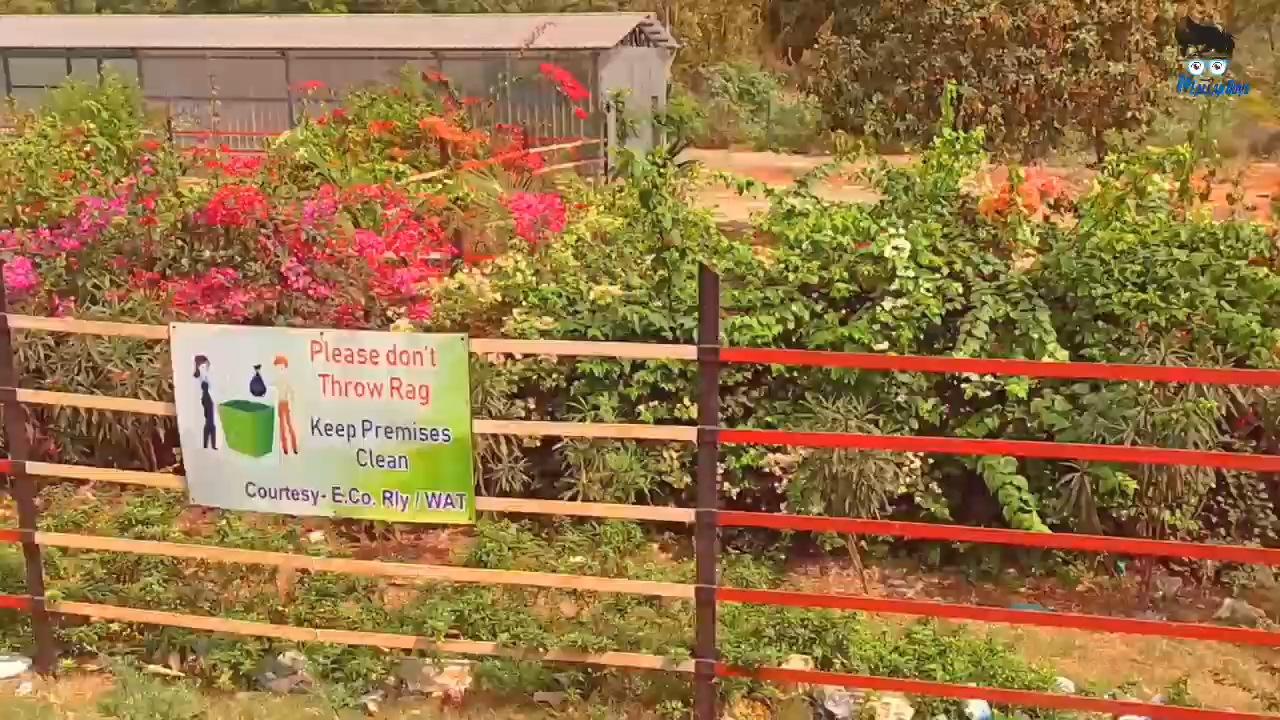 Please don't
Throw Rag
Keep Premises
Clean
Courtesy- E.Co. Rly / WAT